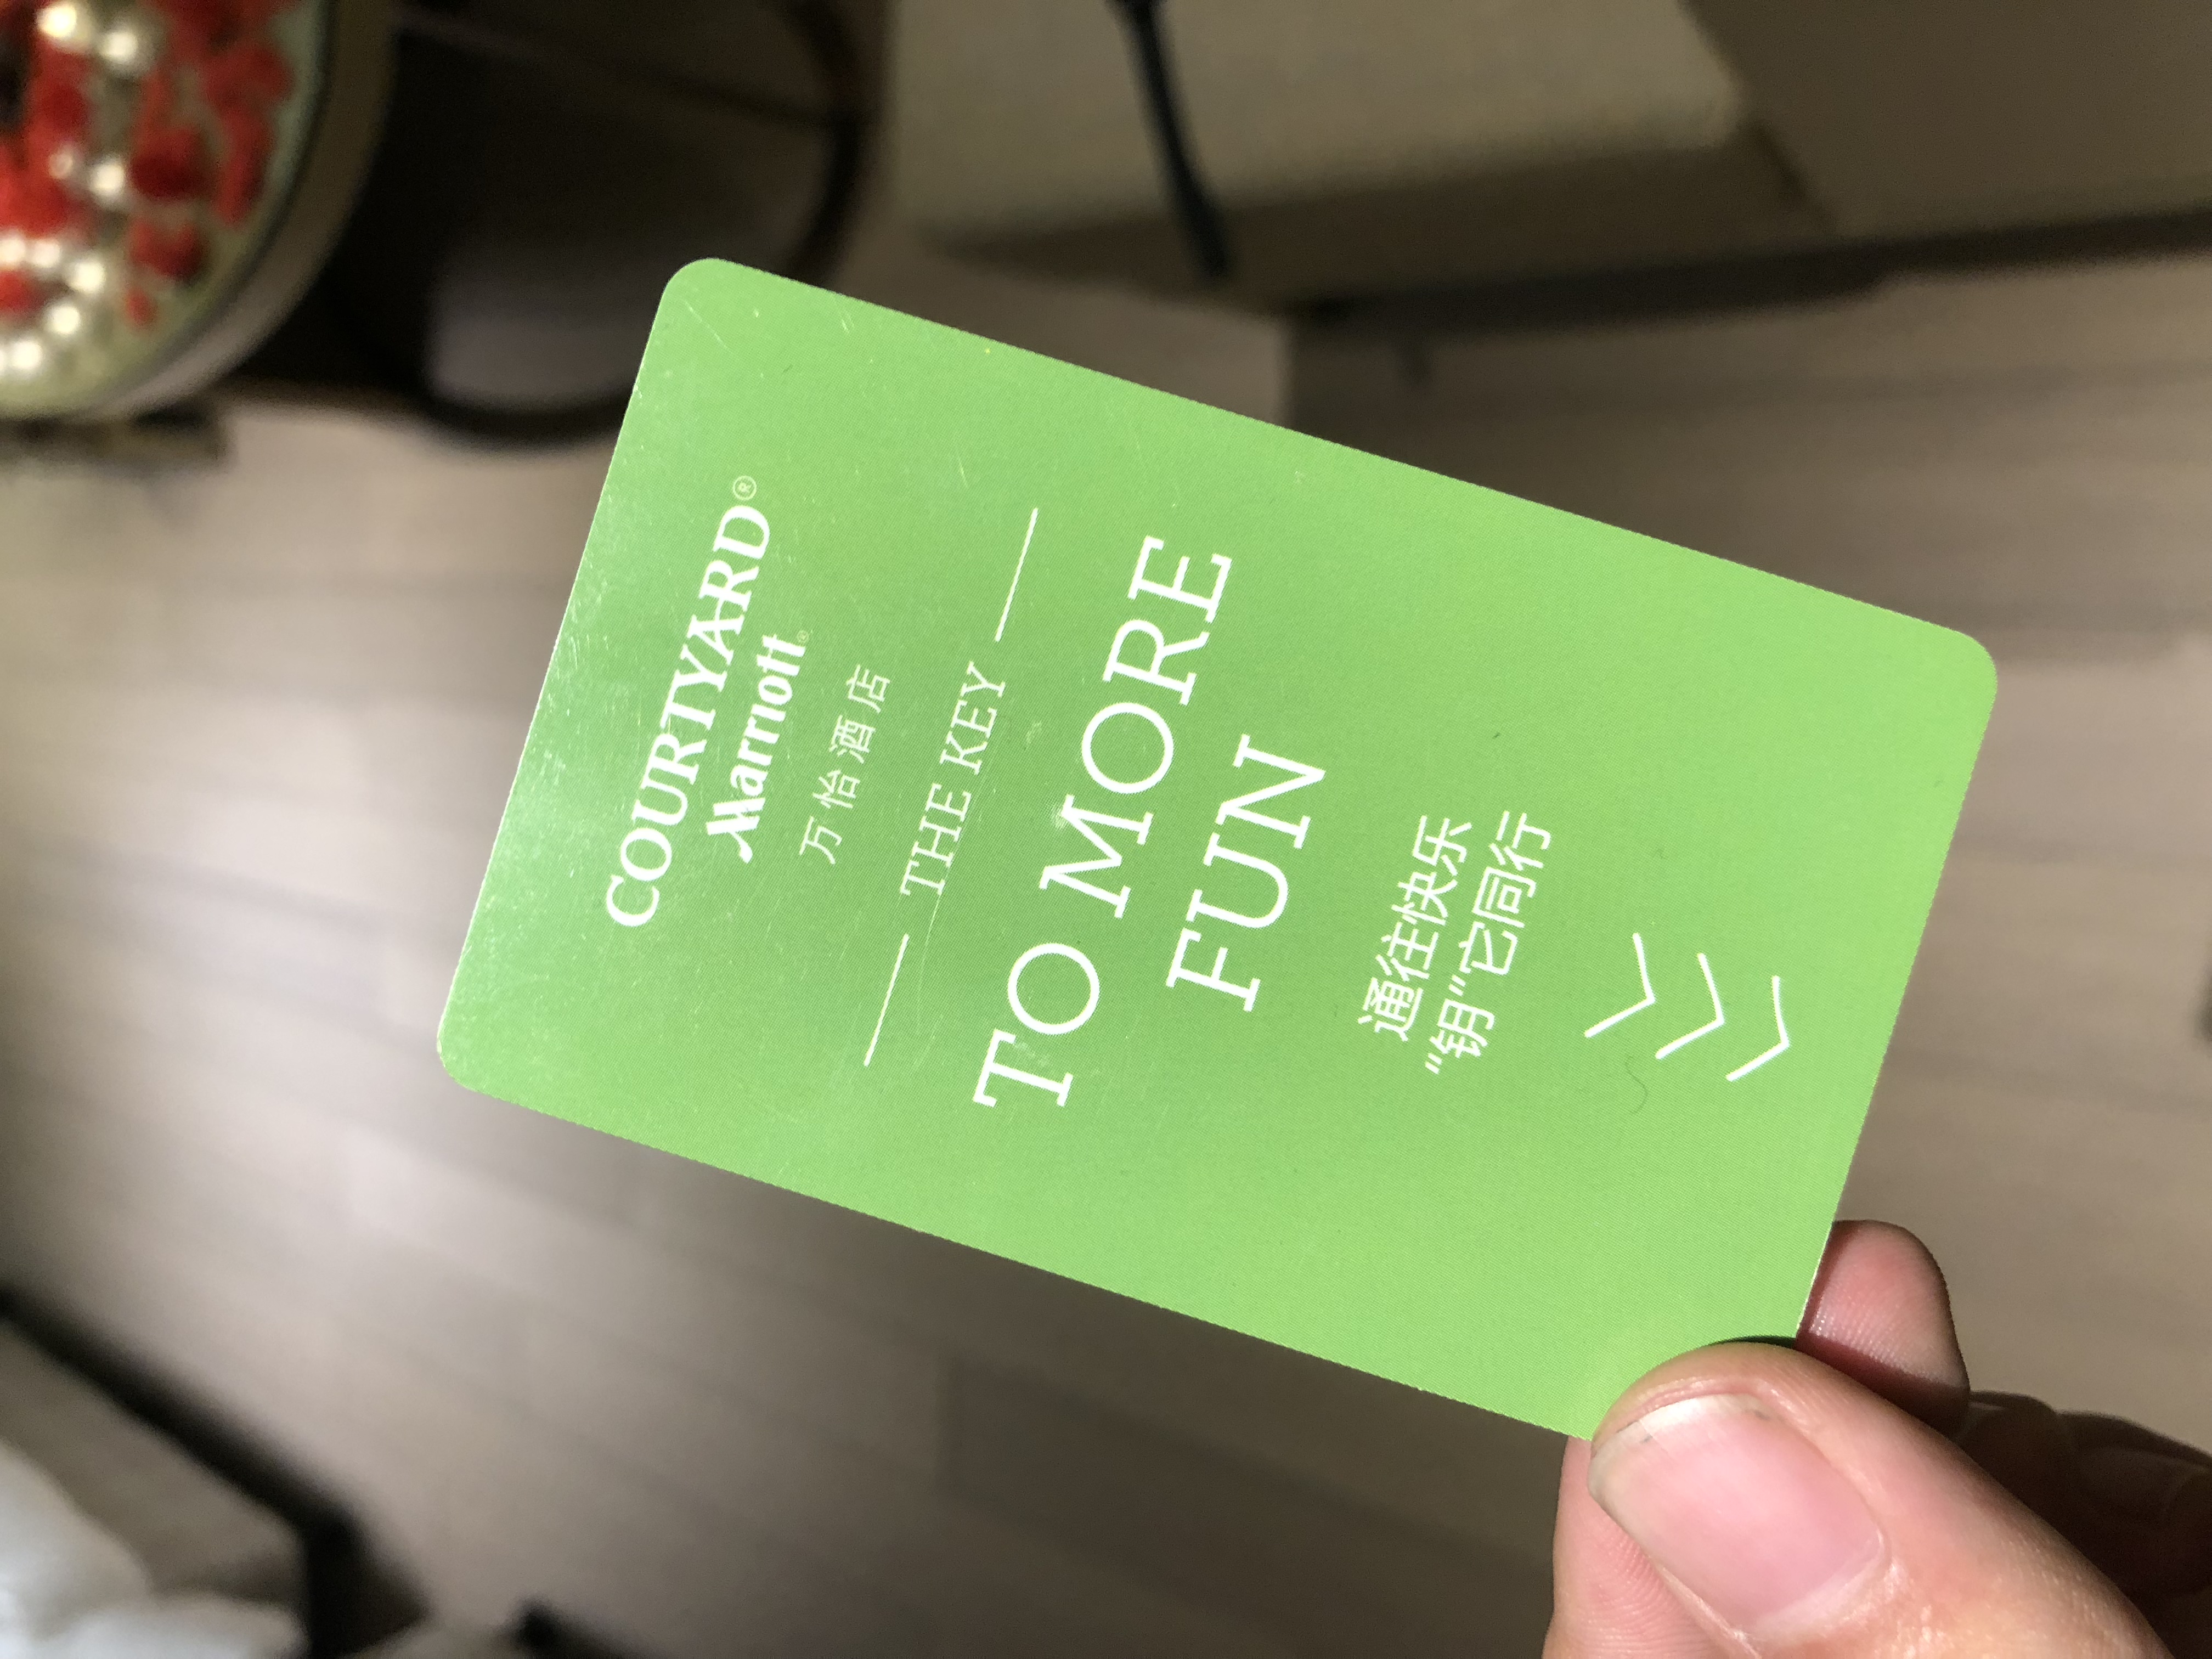 COURTYARD®
Marriott®
万怡酒店
THE KEY
TO MORE
FUN
通往快乐
“钥”它同行